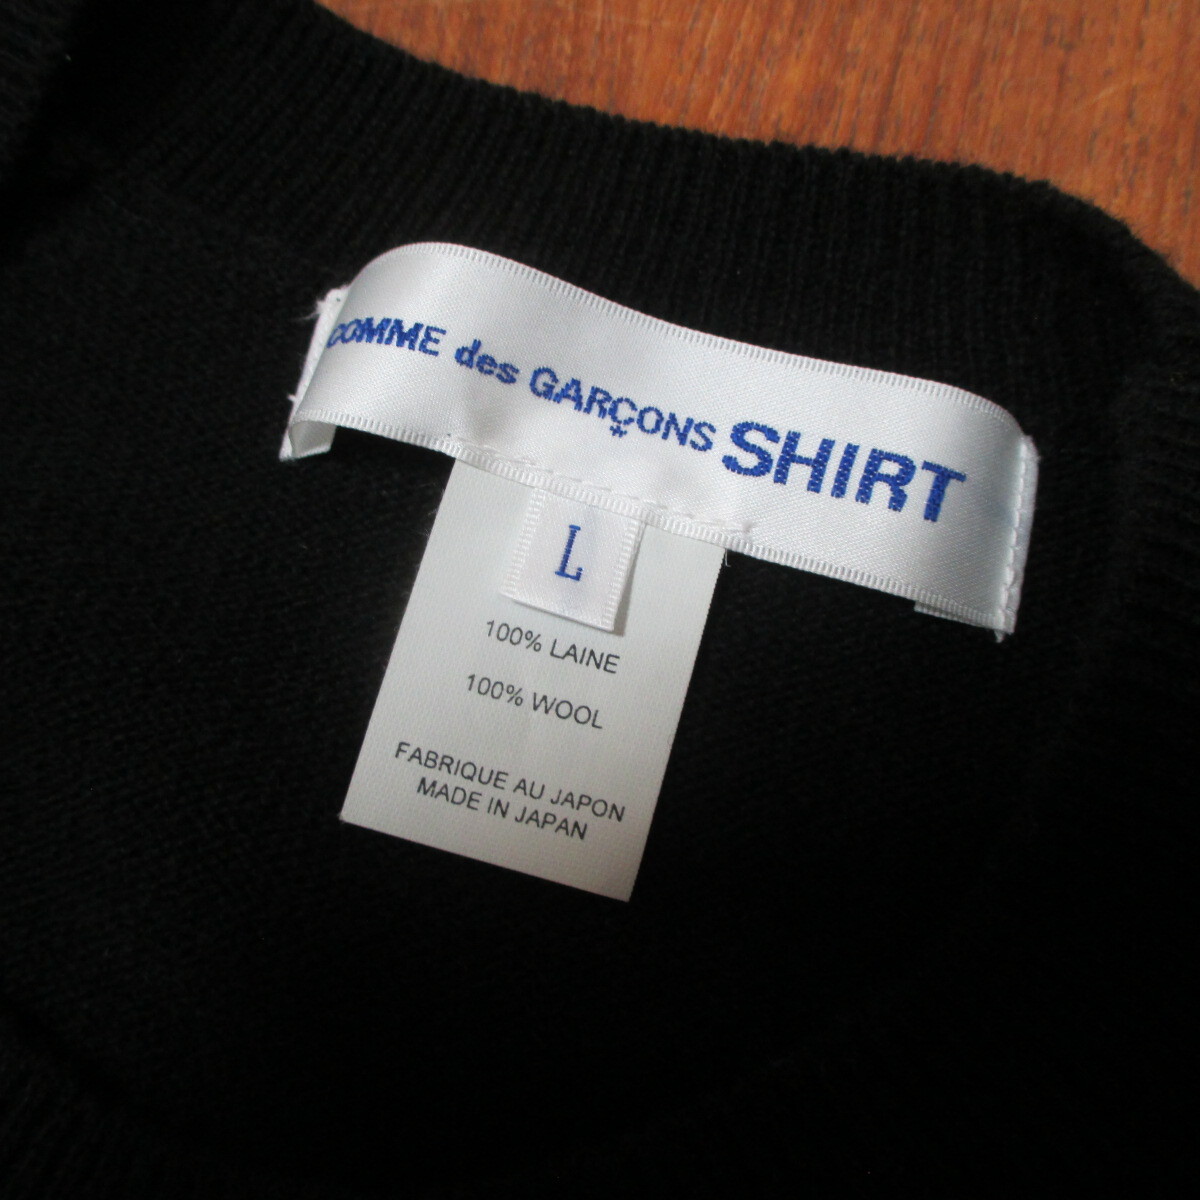 COMME des GARÇONS SHIRT
L
100% LAINE
100% WOOL
FABRIQUE AU JAPON
MADE IN JAPAN